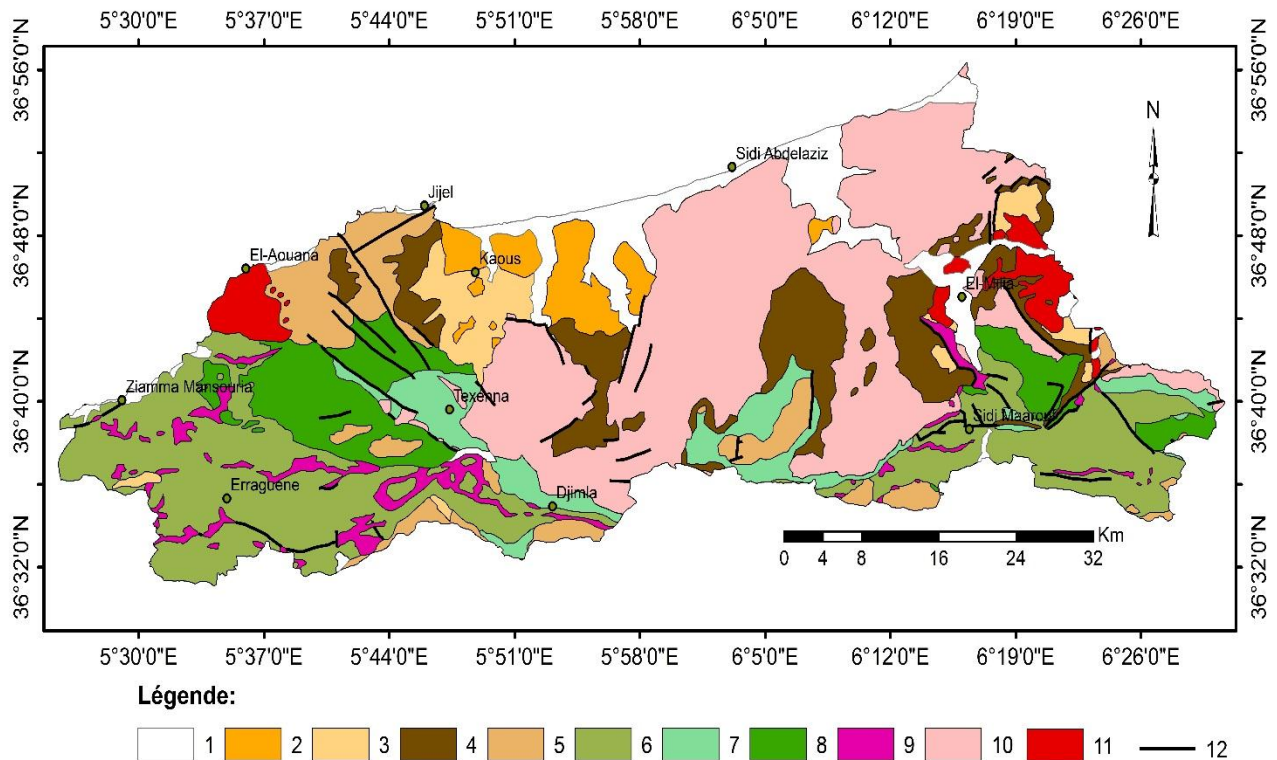 5°30'0"E 5°37'0"E 5°44'0"E 5°51'0"E 5°58'0"E 6°5'0"E 6°12'0"E 6°19'0"E 6°26'0"E
36°56'0"N 36°56'0"N
N
Sidi Abdelaziz
Jijel
36°48'0"N 36°48'0"N
El-Aouana
Kaous
El-Milia
36°40'0"N 36°40'0"N
Ziamma Mansouria
Texenna
Sidi Maarouf
Erraguene
Djimla
Km
0 4 8 16 24 32
36°32'0"N 36°32'0"N
5°30'0"E 5°37'0"E 5°44'0"E 5°51'0"E 5°58'0"E 6°5'0"E 6°12'0"E 6°19'0"E 6°26'0"E
Légende:
1 2 3 4 5 6 7 8 9 10 11 12